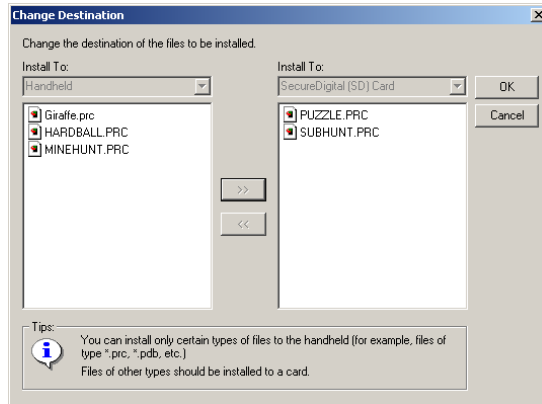 Change Destination
Change the destination of the files to be installed.
Install To:
Handheld
Giraffe.prc
HARDBALL.PRC
MINEHUNT.PRC
>>
<<
Install To:
SecureDigital (SD) Card
PUZZLE.PRC
SUBHUNT.PRC
OK
Cancel
Tips:
You can install only certain types of files to the handheld (for example, files of
type *.prc, *.pdb, etc.)
Files of other types should be installed to a card.